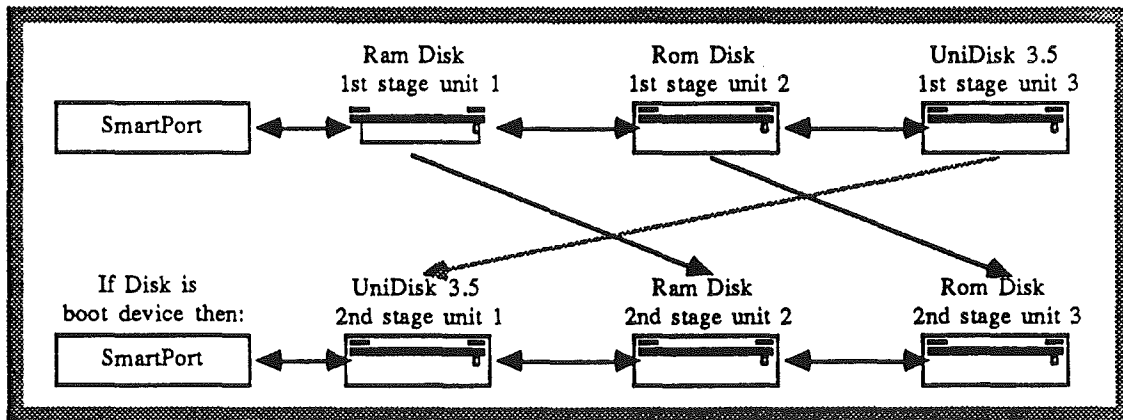 Ram Disk
1st stage unit 1
Rom Disk
1st stage unit 2
UniDisk 3.5
1st stage unit 3
SmartPort
If Disk is
boot device then:
UniDisk 3.5
2nd stage unit 1
Ram Disk
2nd stage unit 2
Rom Disk
2nd stage unit 3
SmartPort